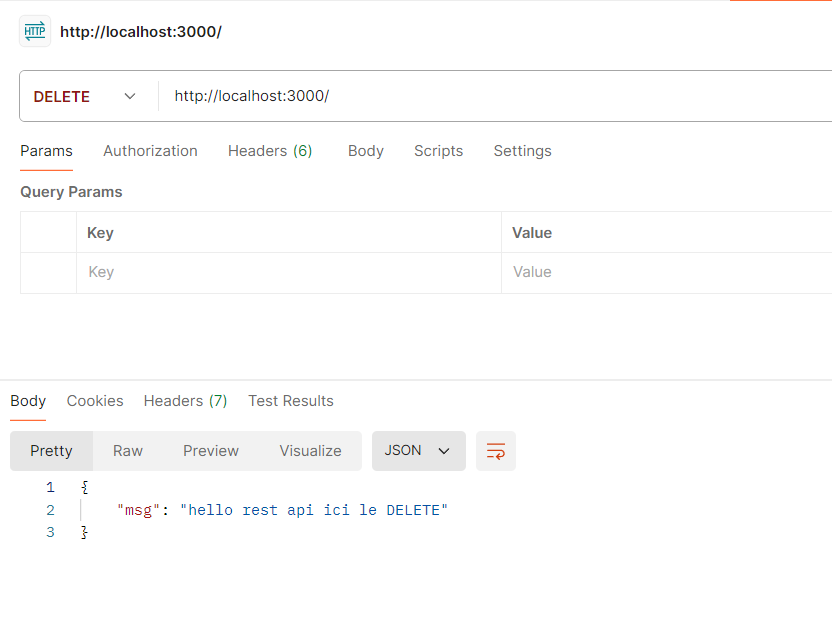 HTTP http://localhost:3000/
DELETE http://localhost:3000/
Params Authorization Headers (6) Body Scripts Settings
Query Params
Key Value
Key Value
Body Cookies Headers (7) Test Results
Pretty Raw Preview Visualize JSON
1 {
2 "msg": "hello rest api ici le DELETE"
3 }